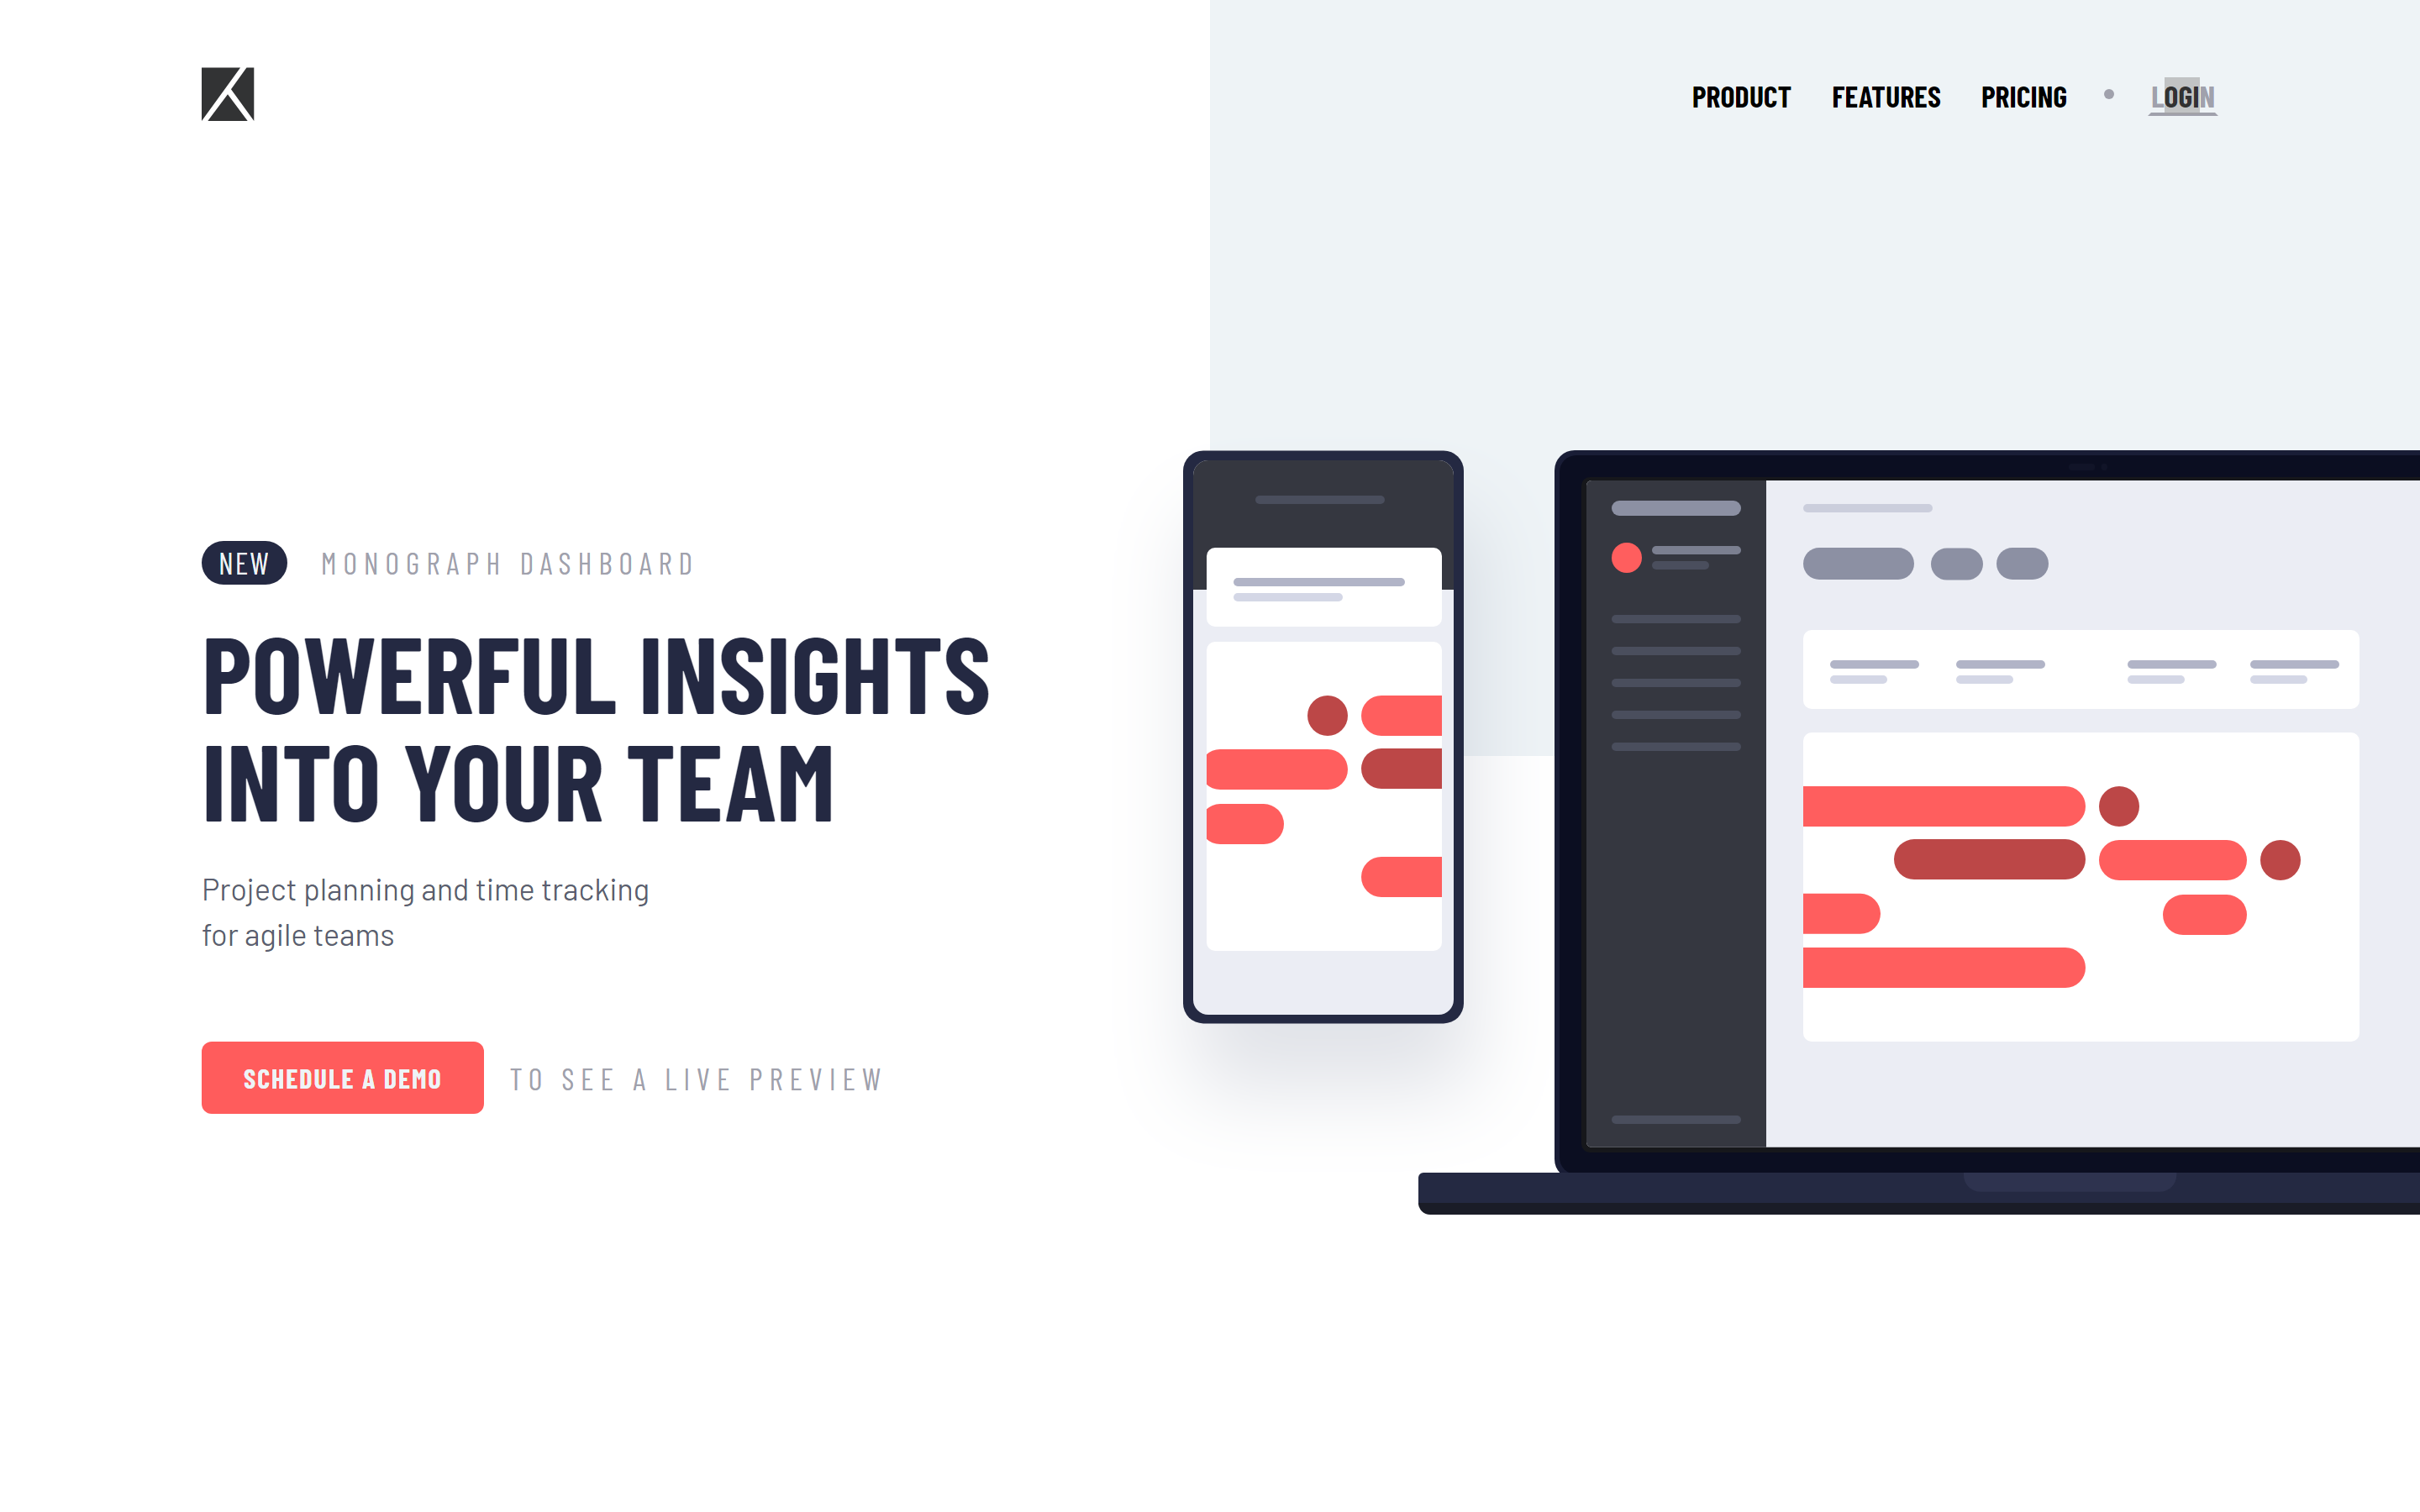 PRODUCT FEATURES PRICING • LOGIN
NEW MONOGRAPH DASHBOARD
POWERFUL INSIGHTS
INTO YOUR TEAM
Project planning and time tracking
for agile teams
SCHEDULE A DEMO TO SEE A LIVE PREVIEW